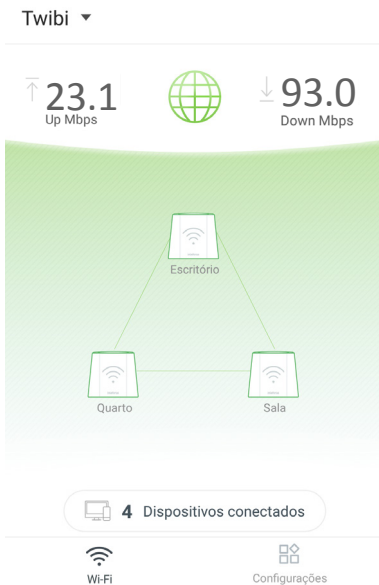 Twibi
23.1
Up Mbps
93.0
Down Mbps
Escritório
Quarto
Sala
4 Dispositivos conectados
Wi-Fi
Configurações